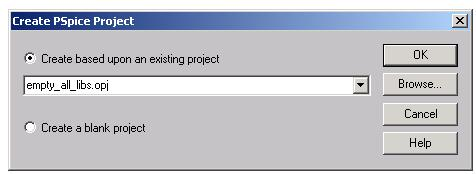 Create PSpice Project
Create based upon an existing project
OK
empty_all_libs.opj
Browse...
Cancel
Create a blank project
Help